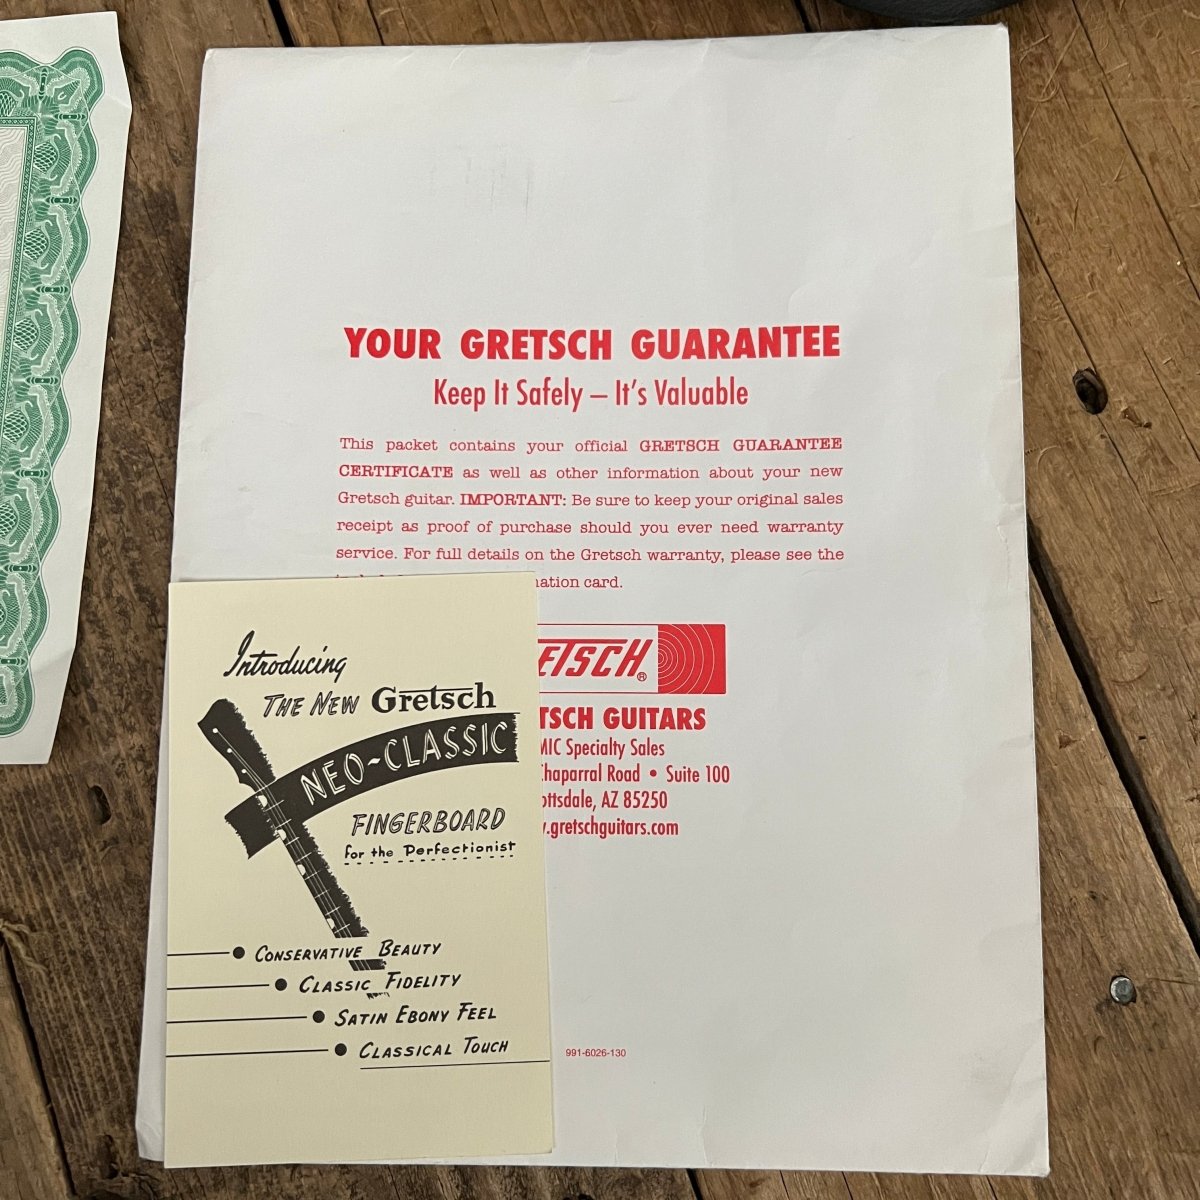 YOUR GRETSCH GUARANTEE
Keep It Safely – It's Valuable
This packet contains your official GRETSCH GUARANTEE
CERTIFICATE as well as other information about your new
Gretsch guitar. IMPORTANT: Be sure to keep your original sales
receipt as proof of purchase should you ever need warranty
service. For full details on the Gretsch warranty, please see the
card.
ETSCH ®
TSCH GUITARS
MIC Specialty Sales
Chaparral Road • Suite 100
ottsdale, AZ 85250
.gretschguitars.com
991-6026-130
Introducing
THE NEW Gretsch
NEO-CLASSIC
FINGERBOARD
for the Perfectionist
• CONSERVATIVE BEAUTY
• CLASSIC FIDELITY
• SATIN EBONY FEEL
• CLASSICAL TOUCH